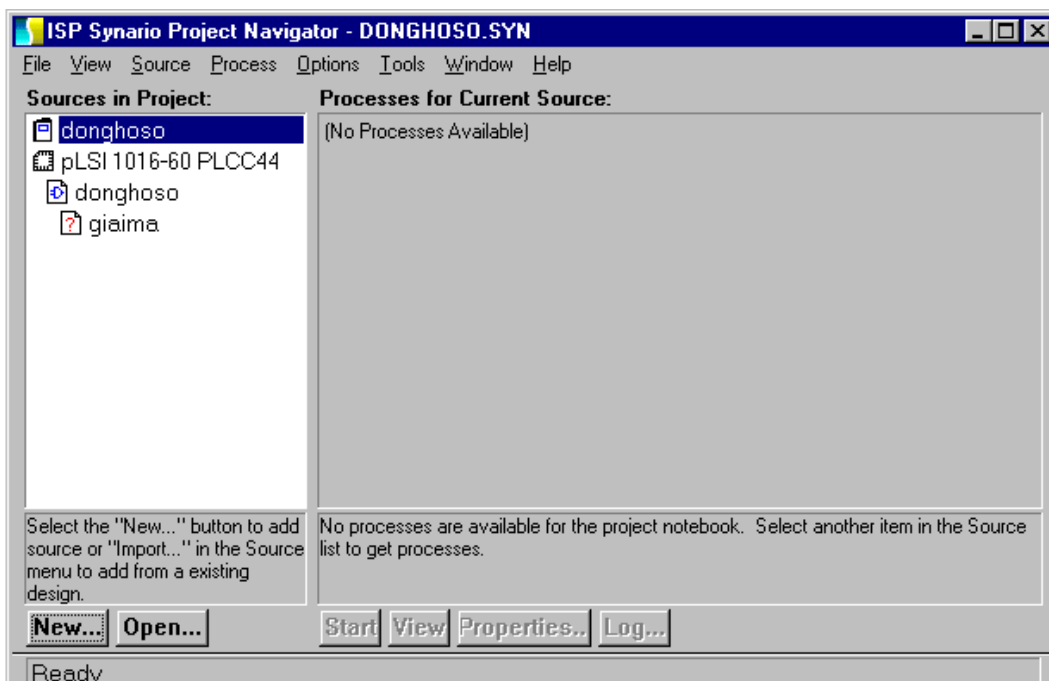 ISP Synario Project Navigator - DONGHOSO.SYN
File View Source Process Options Tools Window Help
Sources in Project:
Processes for Current Source:
donghoso
pLSI 1016-60 PLCC44
donghoso
? giaima
(No Processes Available)
Select the "New..." button to add
source or "Import..." in the Source
menu to add from a existing
design.
No processes are available for the project notebook. Select another item in the Source
list to get processes.
New... Open... Start View Properties.. Log...
Ready